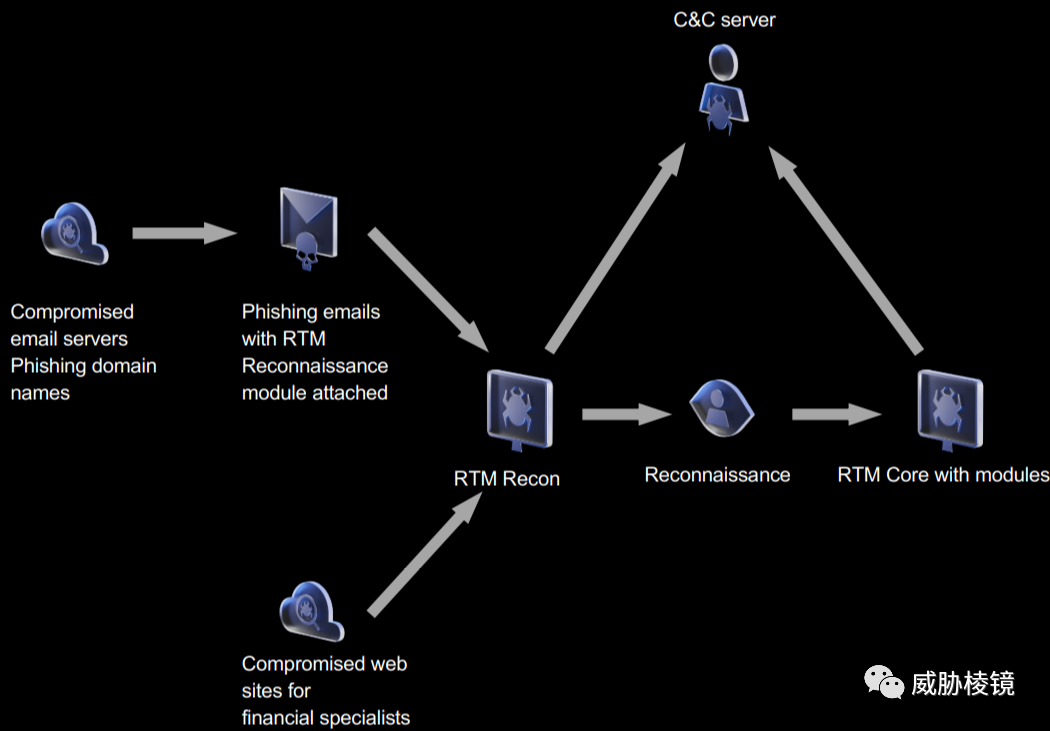 C&C server
Compromised
email servers
Phishing domain
names
Phishing emails
with RTM
Reconnaissance
module attached
RTM Recon
Reconnaissance
RTM Core with modules
Compromised web
sites for
financial specialists
威胁棱镜